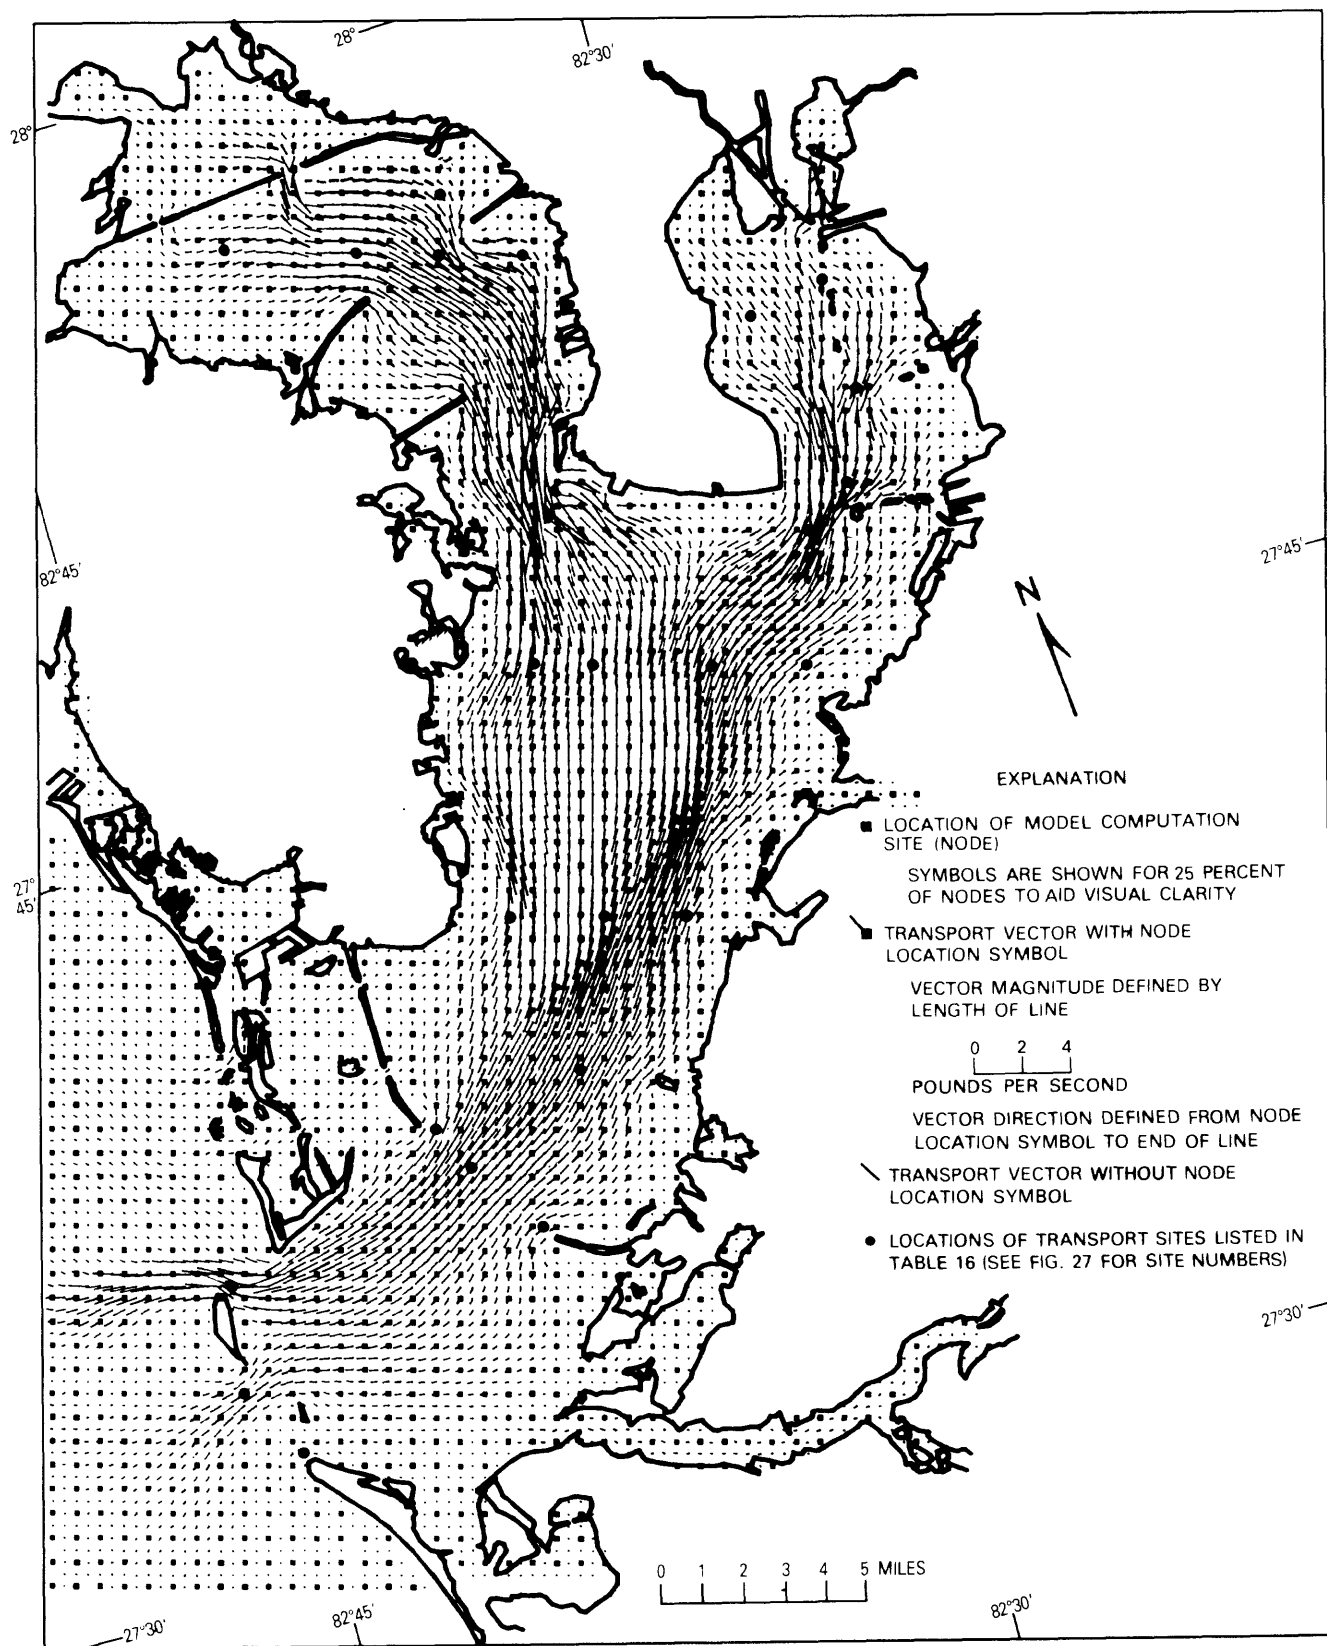 28°
82°30'
28°
27°45'
82°45'
N
EXPLANATION
LOCATION OF MODEL COMPUTATION
SITE (NODE)
SYMBOLS ARE SHOWN FOR 25 PERCENT
OF NODES TO AID VISUAL CLARITY
27°
45'
TRANSPORT VECTOR WITH NODE
LOCATION SYMBOL
VECTOR MAGNITUDE DEFINED BY
LENGTH OF LINE
0 2 4
POUNDS PER SECOND
VECTOR DIRECTION DEFINED FROM NODE
LOCATION SYMBOL TO END OF LINE
TRANSPORT VECTOR WITHOUT NODE
LOCATION SYMBOL
LOCATIONS OF TRANSPORT SITES LISTED IN
TABLE 16 (SEE FIG. 27 FOR SITE NUMBERS)
27°30'
0 1 2 3 4 5 MILES
27°30'
82°45'
82°30'